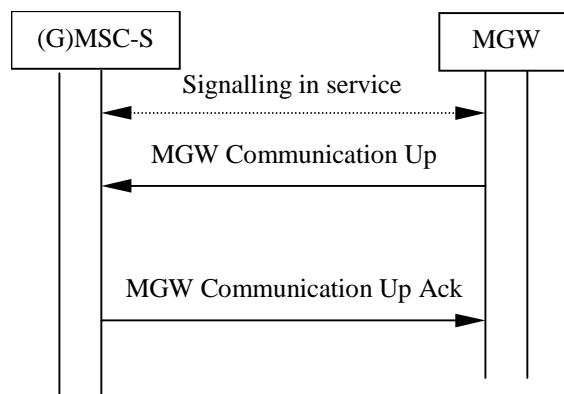 (G)MSC-S
MGW
Signalling in service
MGW Communication Up
MGW Communication Up Ack